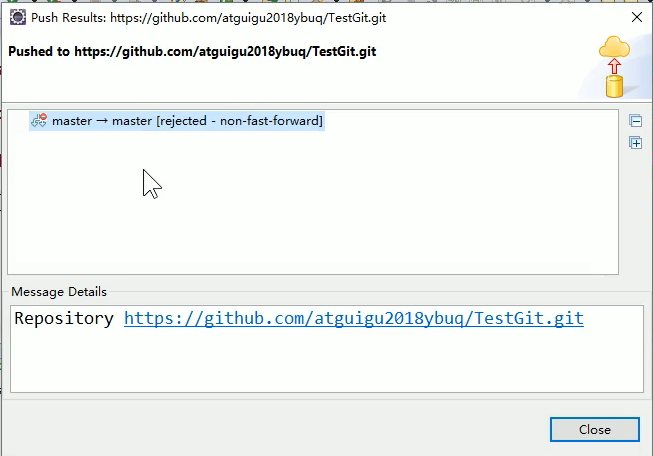 Push Results: https://github.com/atguigu2018ybuq/TestGit.git
Pushed to https://github.com/atguigu2018ybuq/TestGit.git
master → master [rejected - non-fast-forward]
Message Details
Repository https://github.com/atguigu2018ybuq/TestGit.git
Close